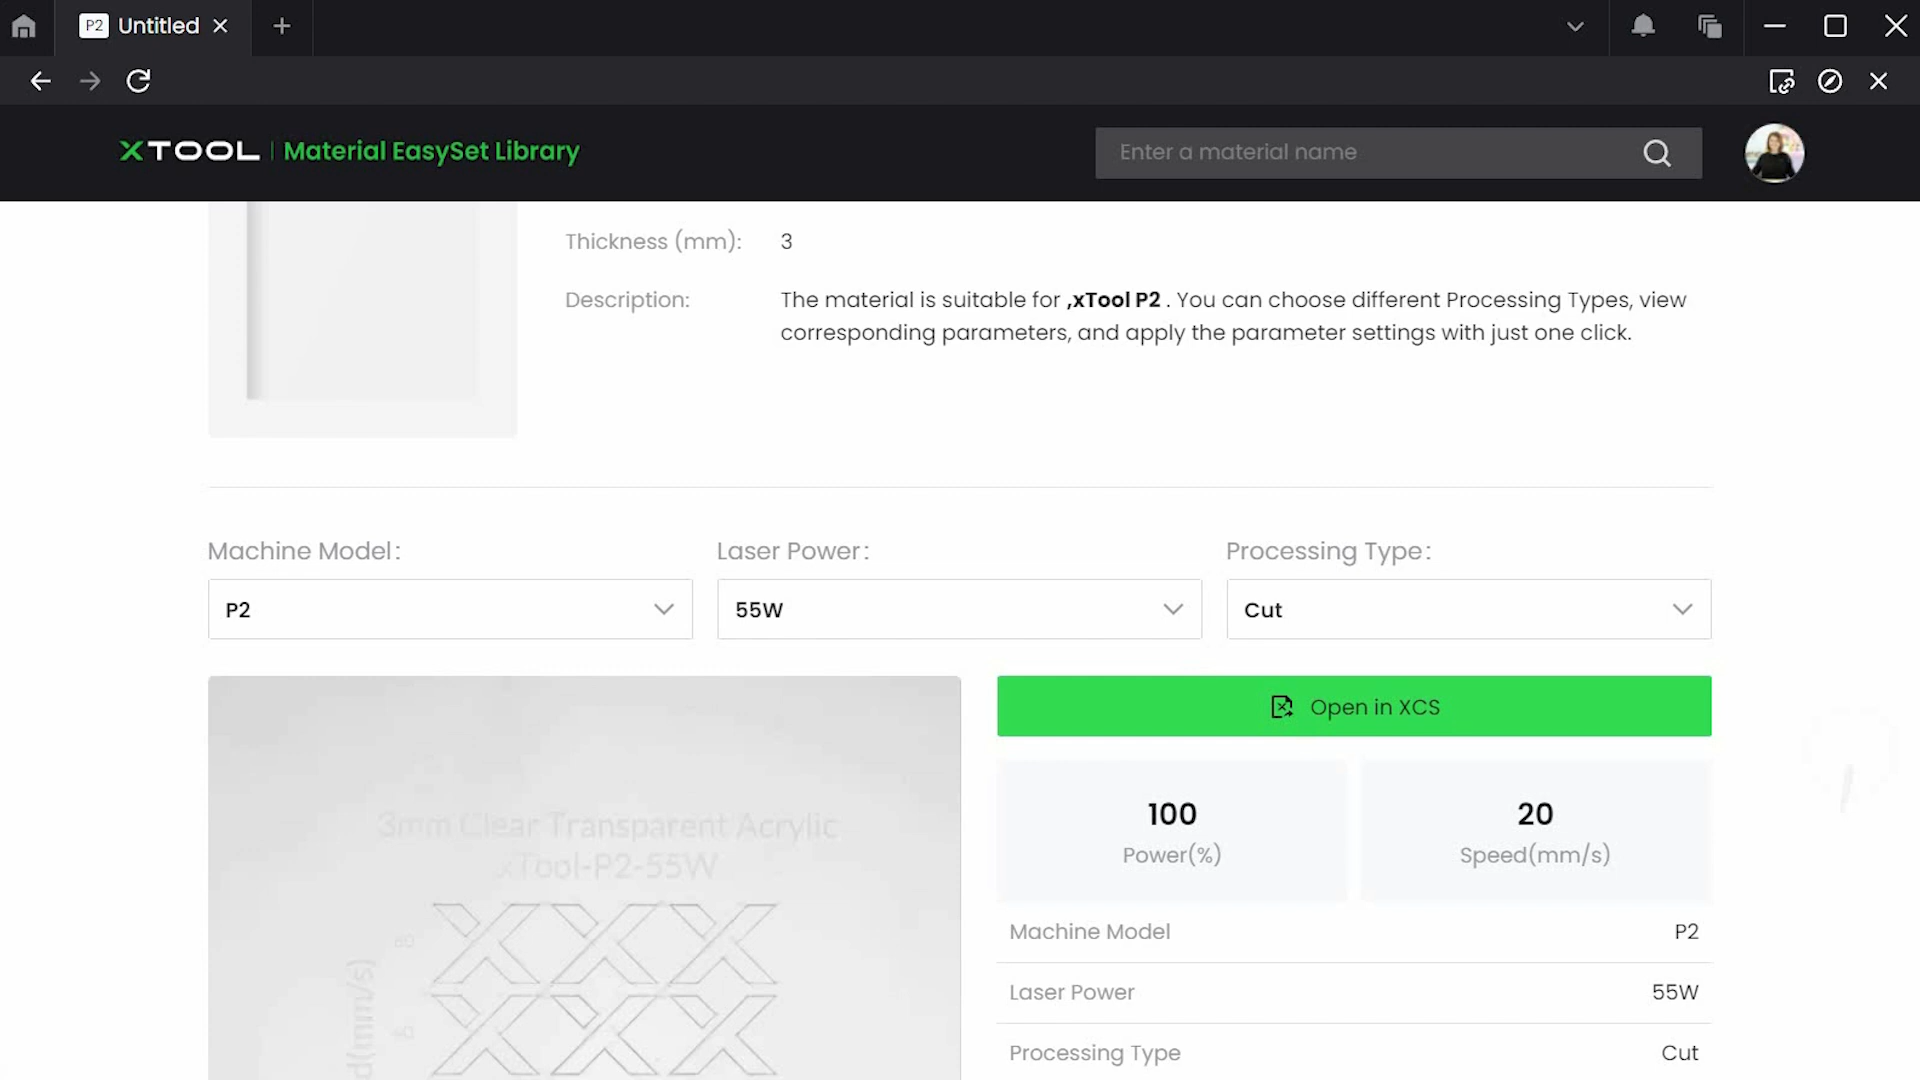 P2 Untitled
XTOOL | Material EasySet Library
Enter a material name
Thickness (mm): 3
Description: The material is suitable for ,xTool P2 . You can choose different Processing Types, view
corresponding parameters, and apply the parameter settings with just one click.
Machine Model: Laser Power: Processing Type:
P2 55W Cut
Open in XCS
3mm Clear Transparent Acrylic
xTool-P2-55W
100 20
Power(%) Speed(mm/s)
Machine Model P2
Laser Power 55W
Processing Type Cut